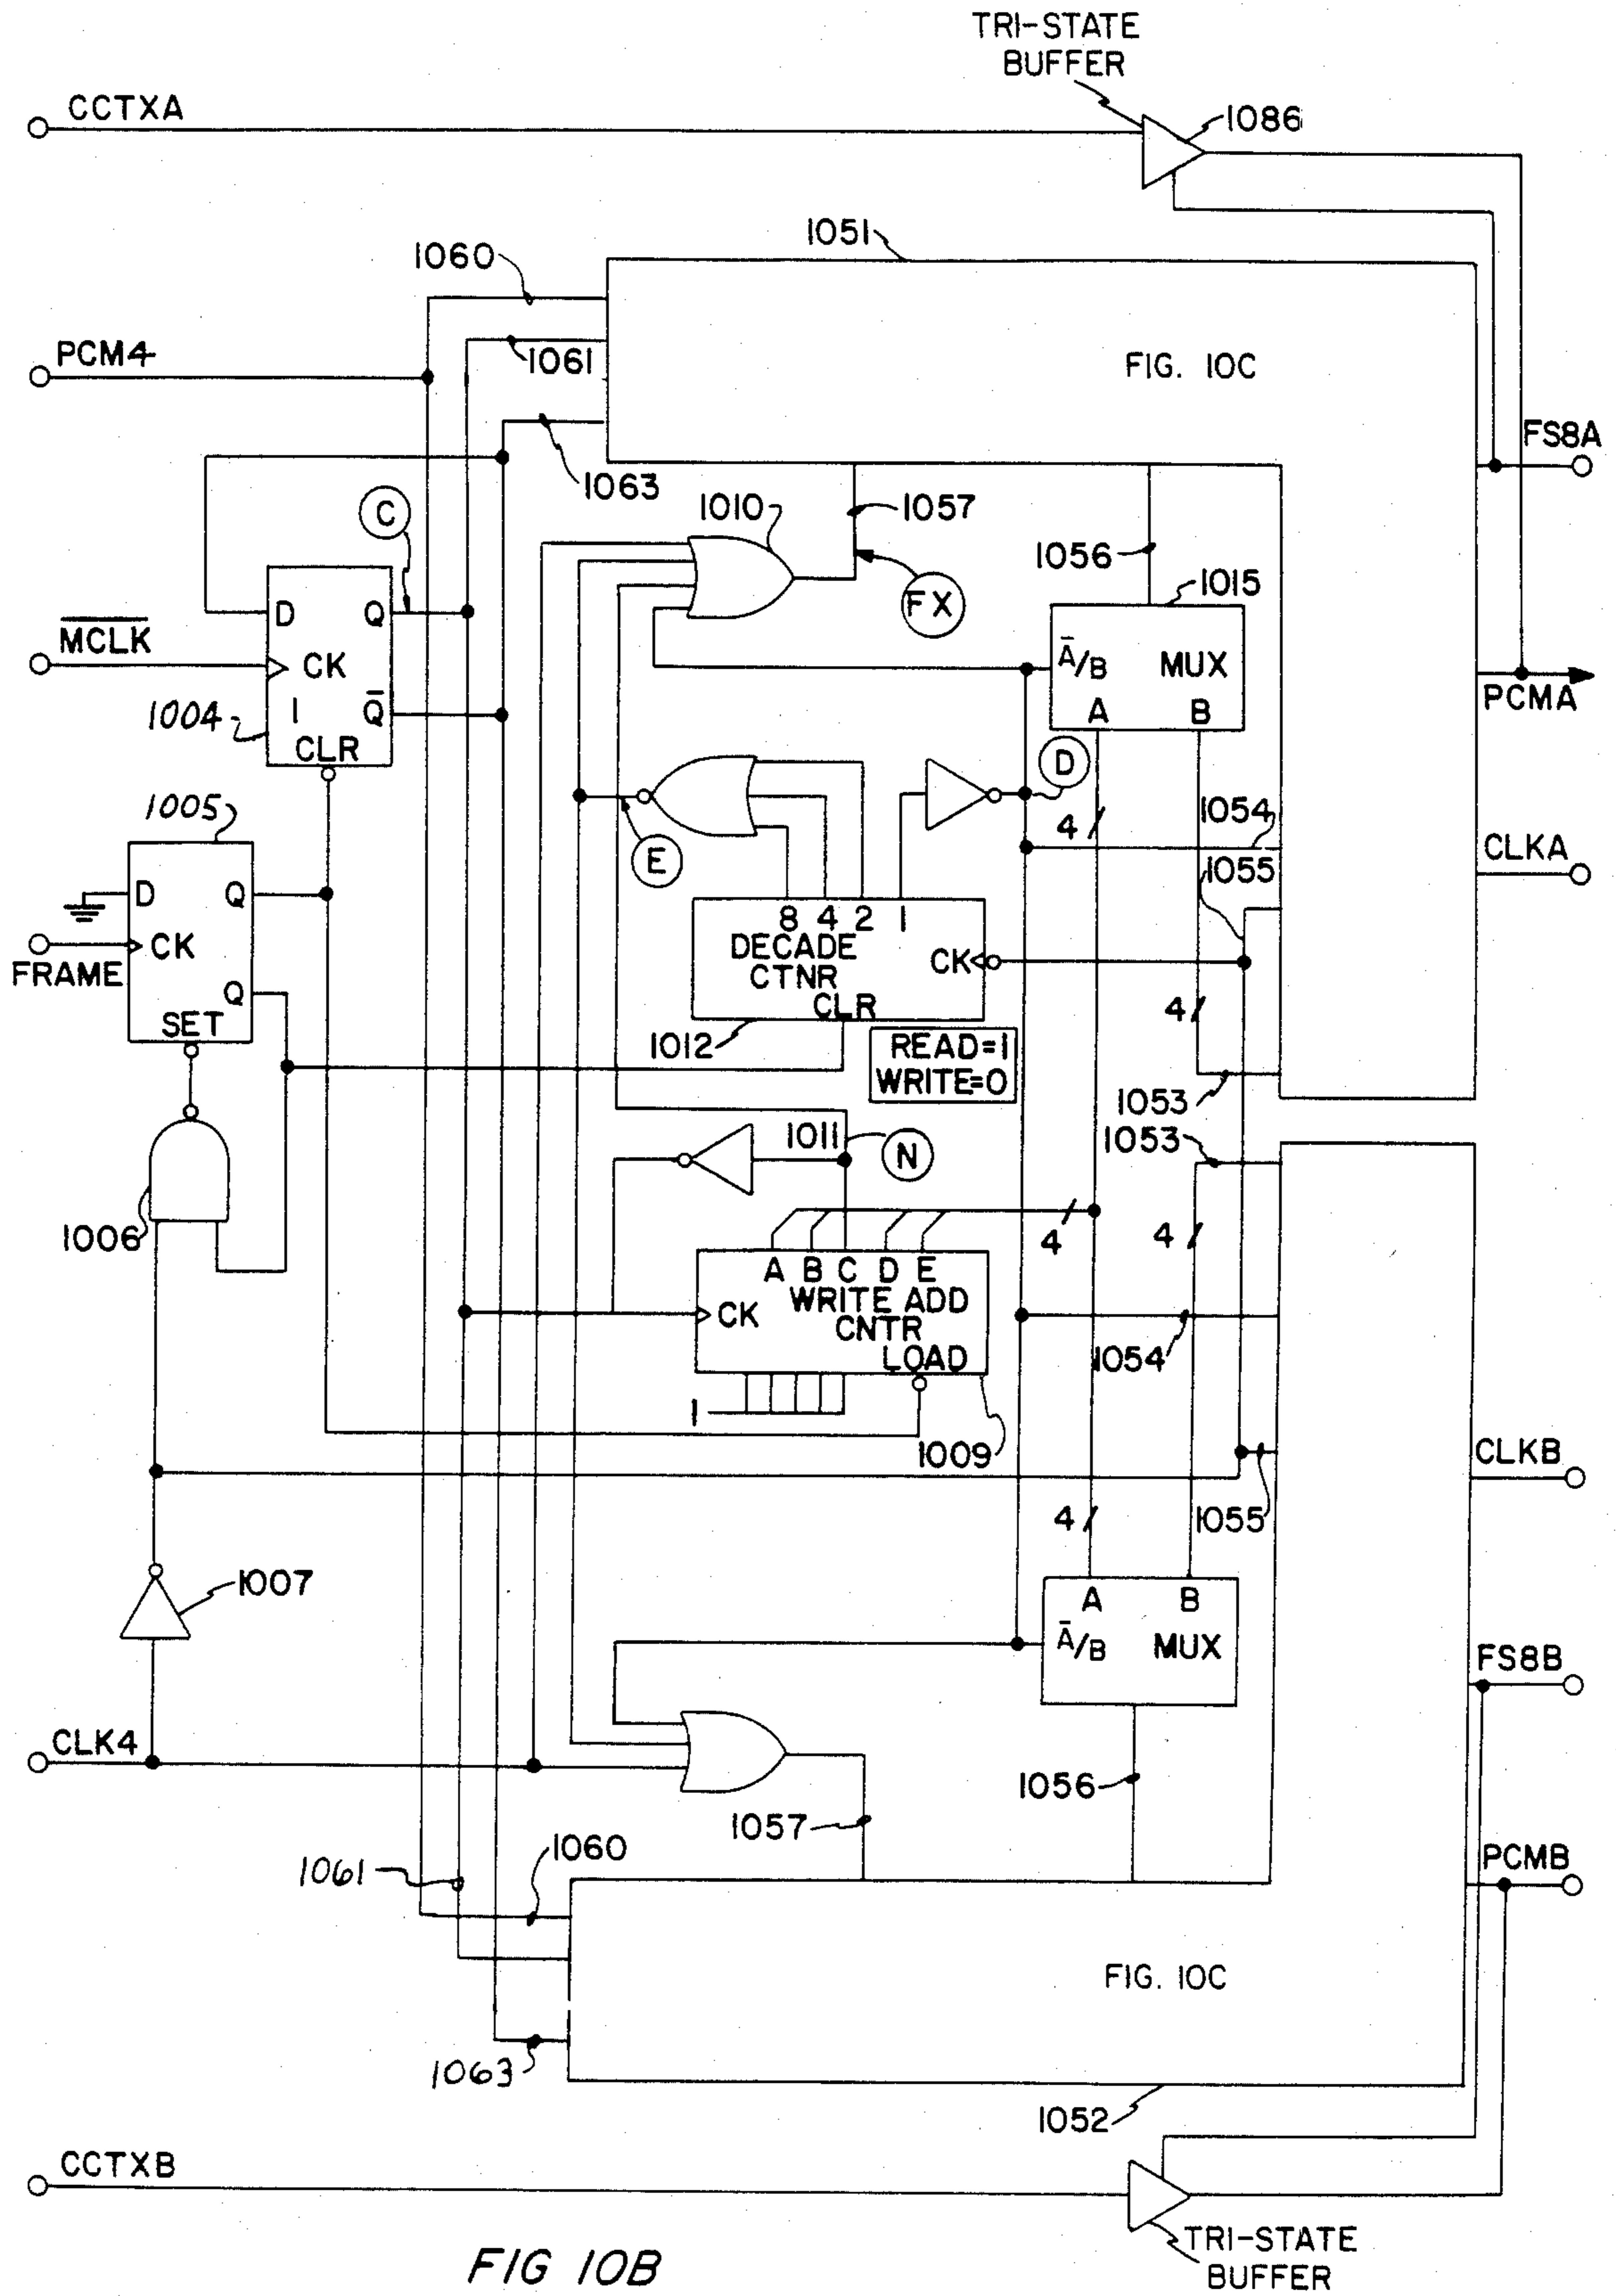 TRI-STATE
BUFFER
CCTXA
1086
1051
1060
PCM4
1061
FIG. 10C
FS8A
1063
C
1010
1057
1056
FX
1015
D Q
MCLK
CK
A̅/B MUX
A B
PCMA
1004
1 Q̅
CLR
D
1005
4
1054
E
1055
CLKA
D Q
8 4 2 1
CK
DECADE
CK
FRAME
CTNR
Q
CLR
4
SET
1012
READ=1
WRITE=0
1053
1053
1011
N
1006
4
4
A B C D E
WRITE ADD
CK
CNTR
1054
LOAD
1
1009
CLKB
4
1055
1007
A B
A̅/B MUX
FS8B
CLK4
1056
1057
1060
PCMB
1061
FIG. 10C
1063
1052
CCTXB
TRI-STATE
BUFFER
FIG 10B